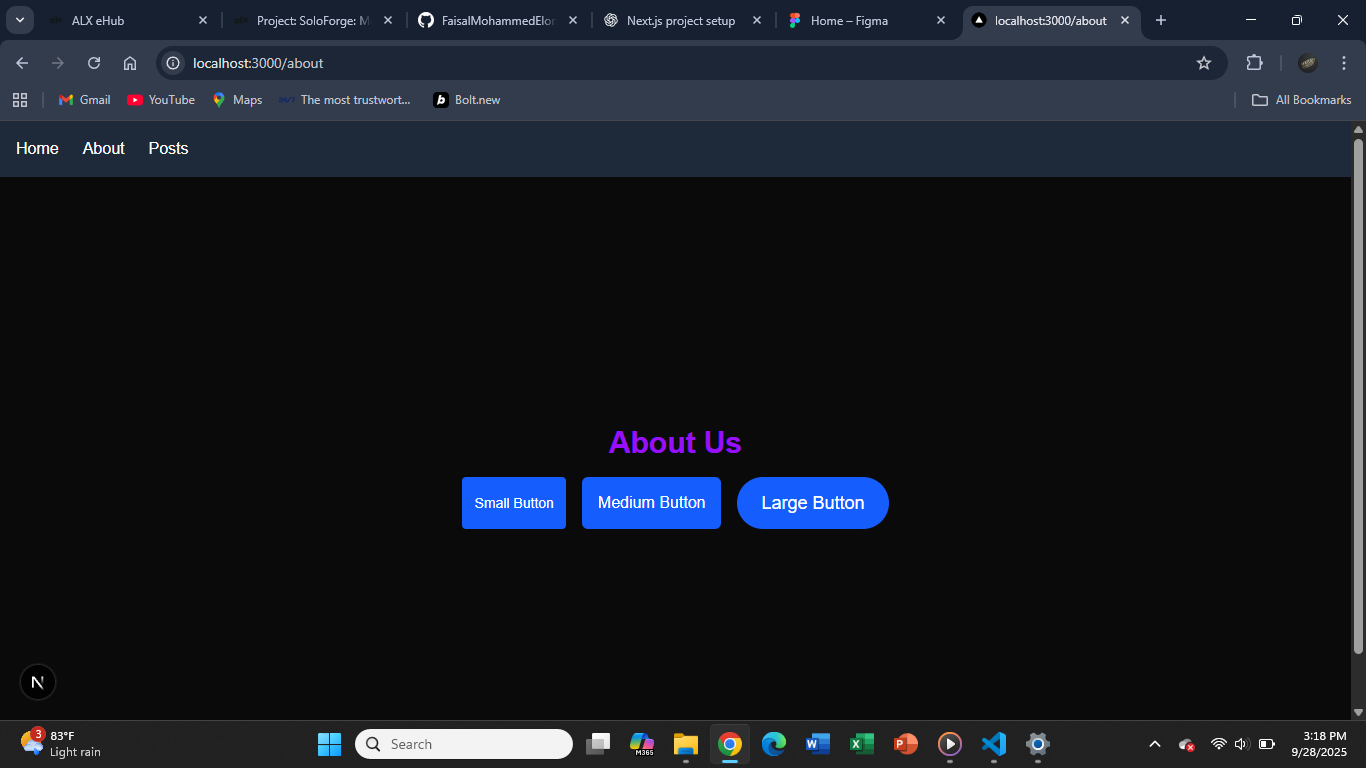 ALX eHub
Project: SoloForge: M
FaisalMohammedElor
Next.js project setup
Home – Figma
localhost:3000/about
localhost:3000/about
Gmail
YouTube
Maps
The most trustwort...
Bolt.new
All Bookmarks
Home
About
Posts
About Us
Small Button
Medium Button
Large Button
N
3
83°F
Light rain
Search
M365
3:18 PM
9/28/2025